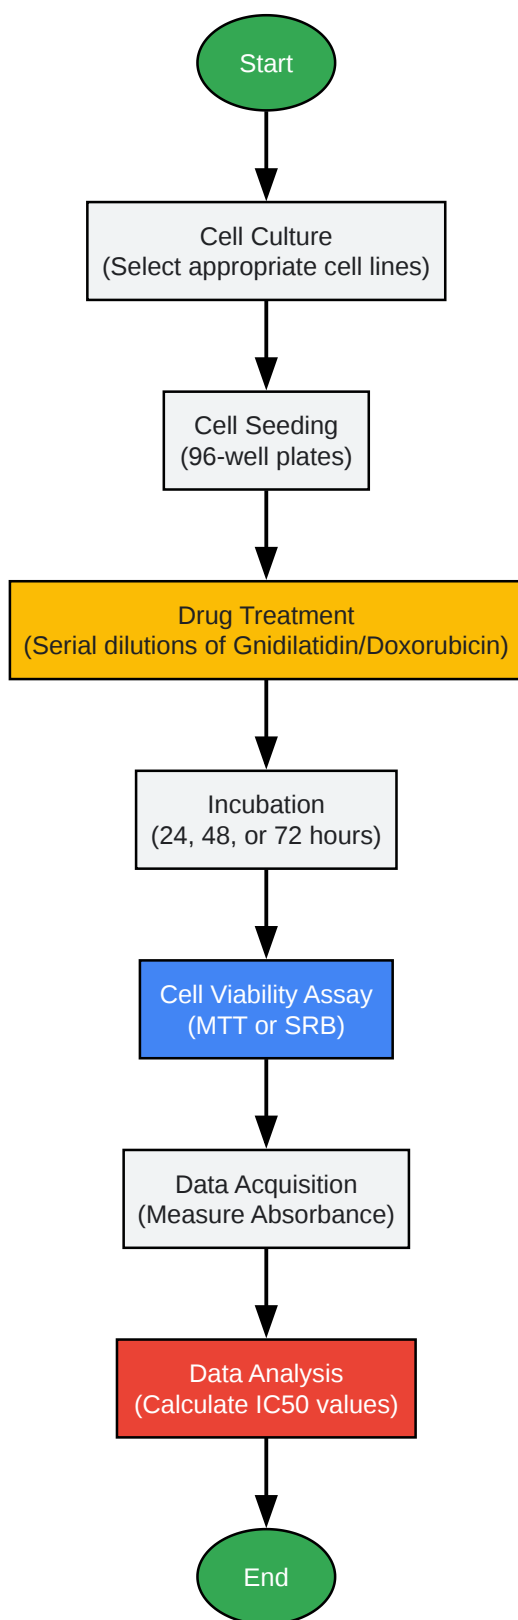 Start
Cell Culture
(Select appropriate cell lines)
Cell Seeding
(96-well plates)
Drug Treatment
(Serial dilutions of Gnidilatidin/Doxorubicin)
Incubation
(24, 48, or 72 hours)
Cell Viability Assay
(MTT or SRB)
Data Acquisition
(Measure Absorbance)
Data Analysis
(Calculate IC50 values)
End